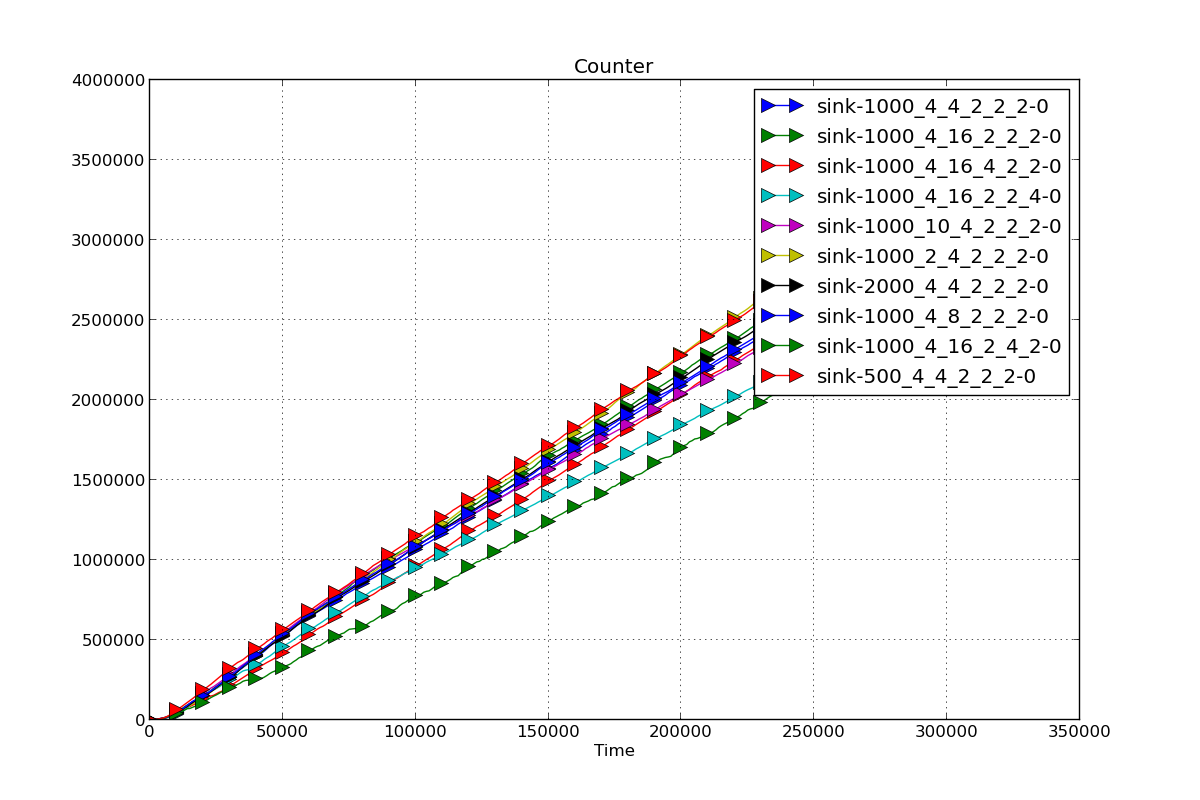 Counter
4000000
3500000
3000000
2500000
2000000
1500000
1000000
500000
0
sink-1000_4_4_2_2_2-0
sink-1000_4_16_2_2_2-0
sink-1000_4_16_4_2_2-0
sink-1000_4_16_2_2_4-0
sink-1000_10_4_2_2_2-0
sink-1000_2_4_2_2_2-0
sink-2000_4_4_2_2_2-0
sink-1000_4_8_2_2_2-0
sink-1000_4_16_2_4_2-0
sink-500_4_4_2_2_2-0
0 50000 100000 150000 200000 250000 300000 350000
Time